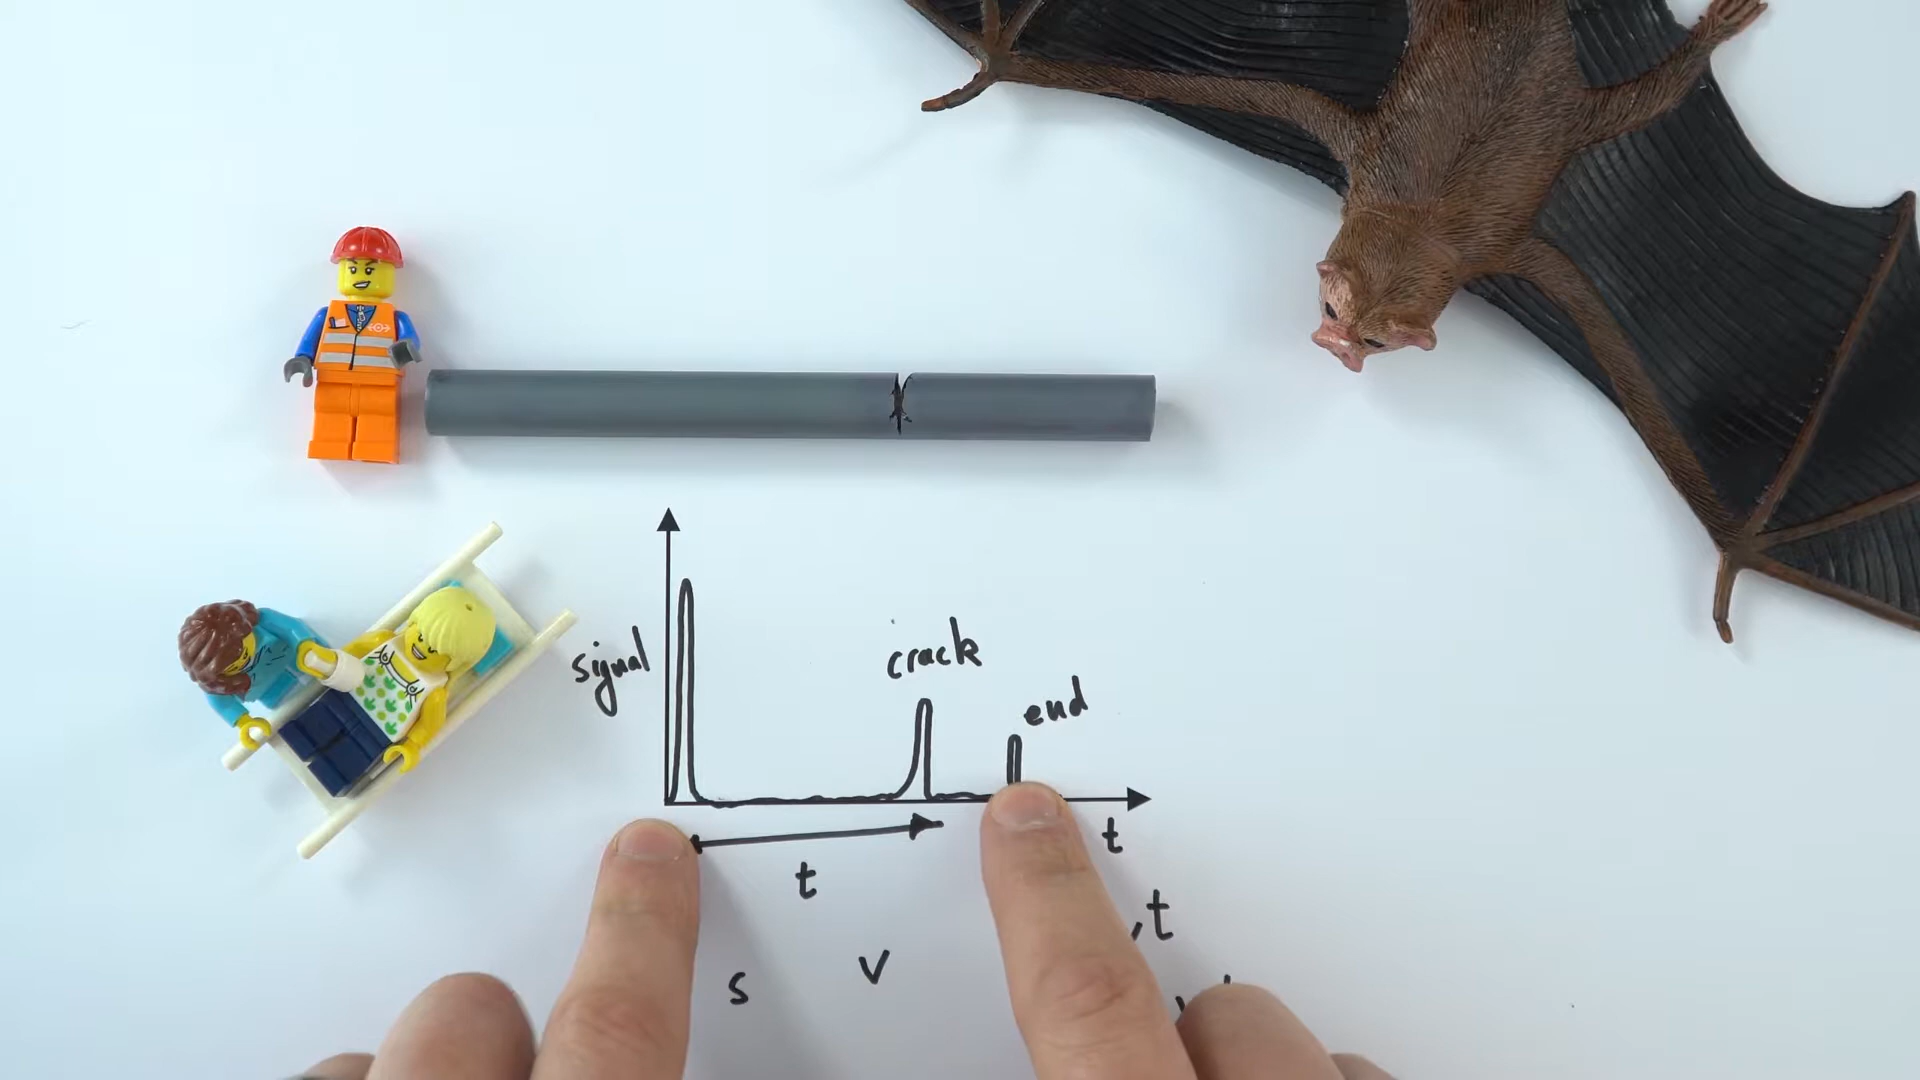 signal
crack
end
t
t
, t
s
v